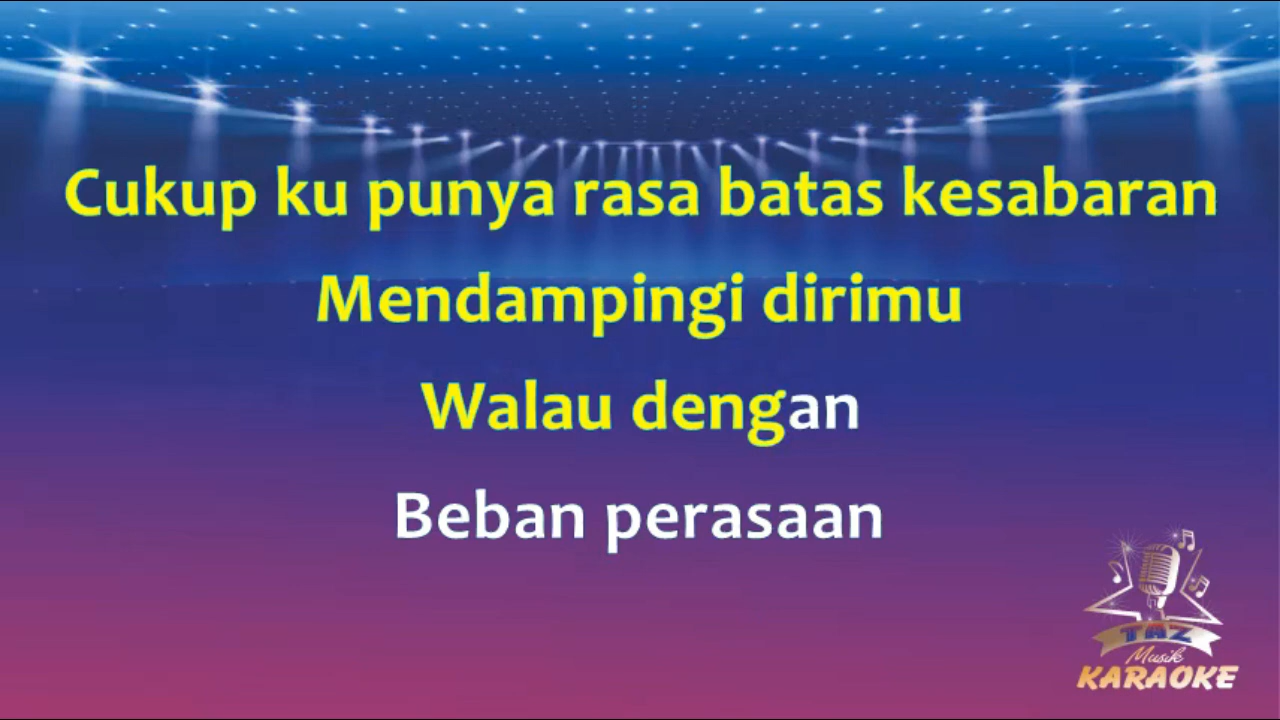 Cukup ku punya rasa batas kesabaran
Mendampingi dirimu
Walau dengan
Beban perasaan
TAZ
Musik
KARAOKE